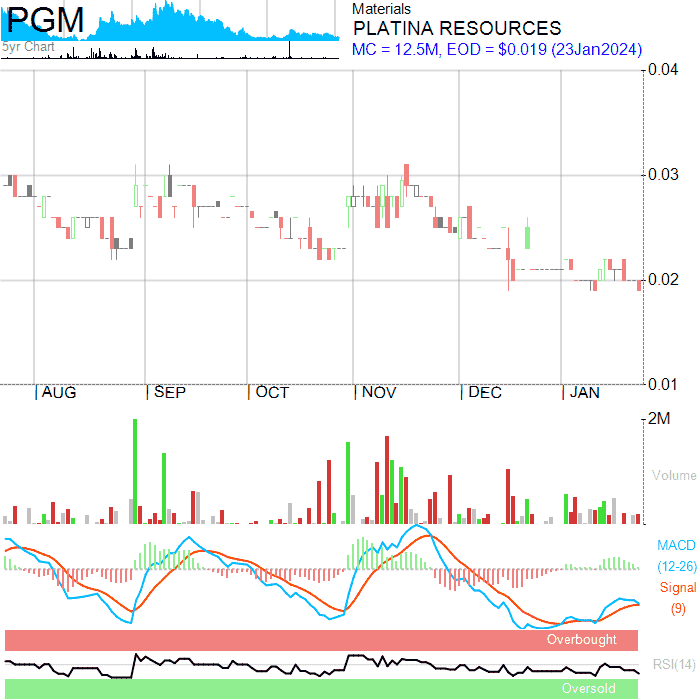 PGM
5yr Chart
Materials
PLATINA RESOURCES
MC = 12.5M, EOD = $0.019 (23Jan2024)
0.04
0.03
0.02
0.01
AUG SEP OCT NOV DEC JAN
2M
Volume
MACD
(12-26)
Signal
(9)
Overbought
RSI(14)
Oversold